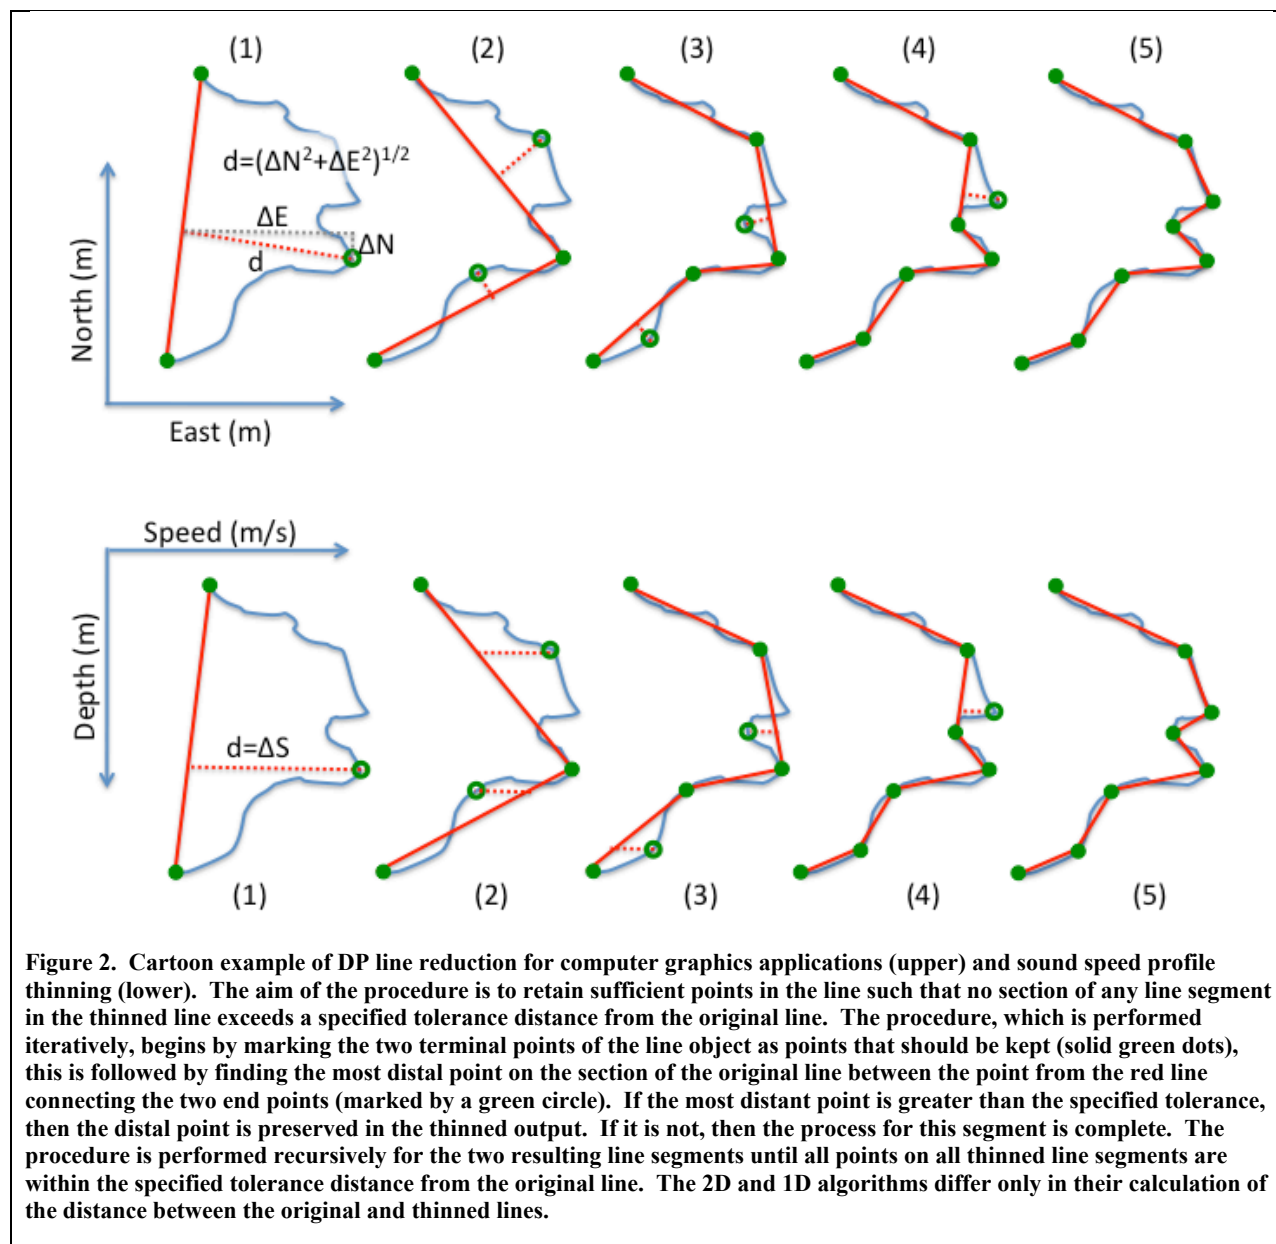 (1) (2) (3) (4) (5)
d=(ΔN²+ΔE²)¹/²
ΔE
ΔN
d
North (m)
East (m)
Speed (m/s)
Depth (m)
d=ΔS
(1) (2) (3) (4) (5)
Figure 2. Cartoon example of DP line reduction for computer graphics applications (upper) and sound speed profile
thinning (lower). The aim of the procedure is to retain sufficient points in the line such that no section of any line segment
in the thinned line exceeds a specified tolerance distance from the original line. The procedure, which is performed
iteratively, begins by marking the two terminal points of the line object as points that should be kept (solid green dots),
this is followed by finding the most distal point on the section of the original line between the point from the red line
connecting the two end points (marked by a green circle). If the most distant point is greater than the specified tolerance,
then the distal point is preserved in the thinned output. If it is not, then the process for this segment is complete. The
procedure is performed recursively for the two resulting line segments until all points on all thinned line segments are
within the specified tolerance distance from the original line. The 2D and 1D algorithms differ only in their calculation of
the distance between the original and thinned lines.